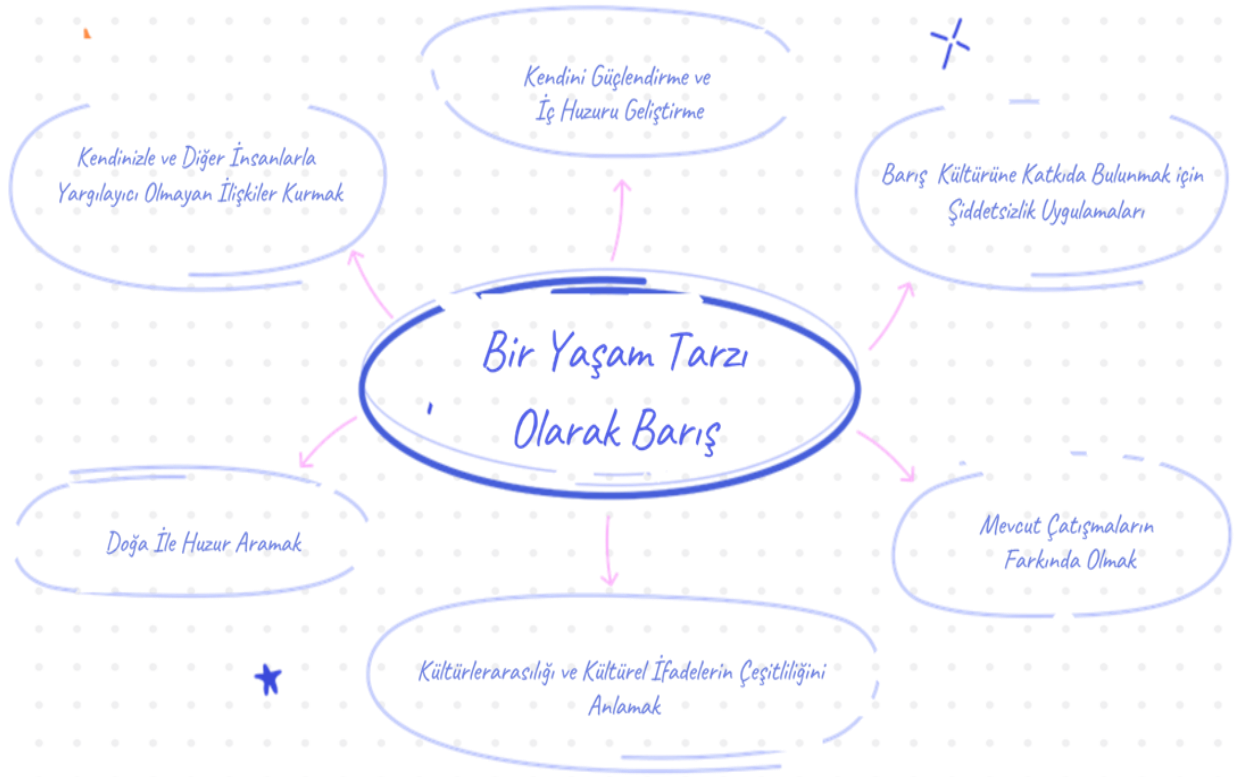 Kendini Güçlendirme ve
İç Huzuru Geliştirme
Kendinizle ve Diğer İnsanlarla
Yargılayıcı Olmayan İlişkiler Kurmak
Barış Kültürüne Katkıda Bulunmak için
Şiddetsizlik Uygulamaları
Bir Yaşam Tarzı
Olarak Barış
Doğa İle Huzur Aramak
Mevcut Çatışmaların
Farkında Olmak
Kültürlerarasılığı ve Kültürel İfadelerin Çeşitliliğini
Anlamak